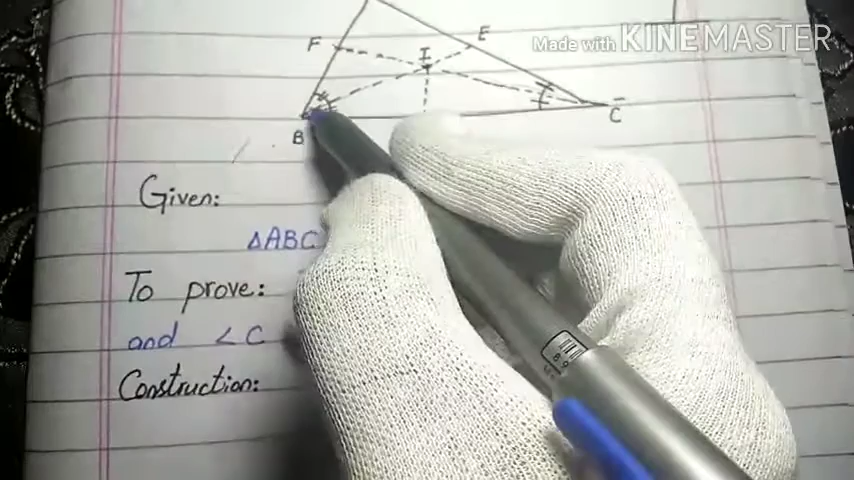 F
E
I
Made with KINEMASTER
C
B
Given:
ΔABC
To prove:
and ∠C
Construction: